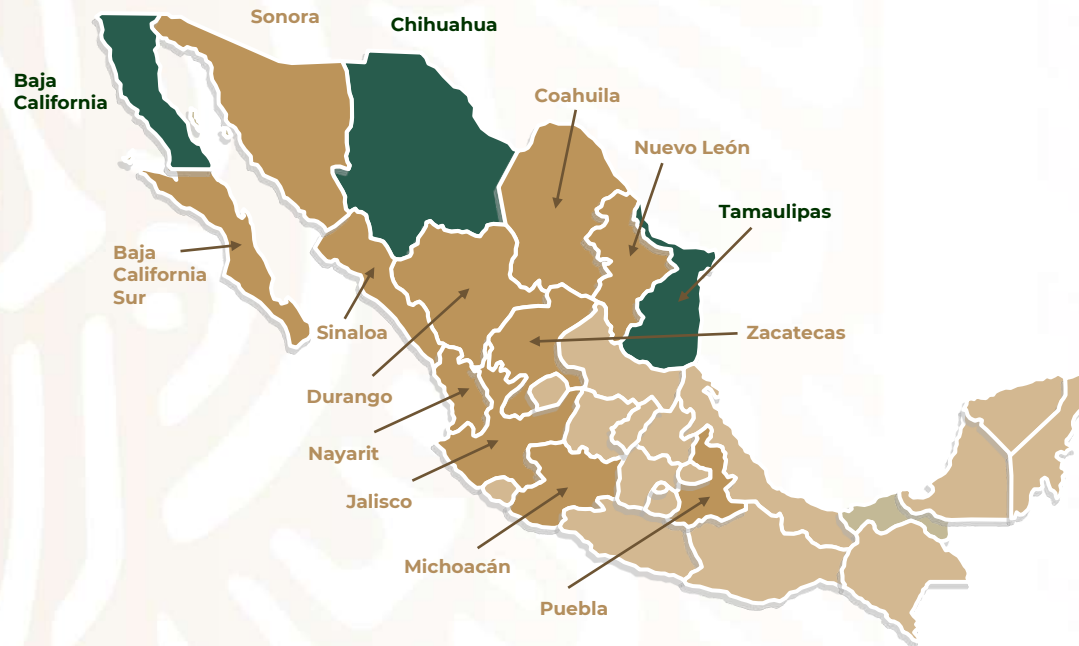 Sonora
Chihuahua
Baja
California
Coahuila
Nuevo León
Tamaulipas
Baja
California
Sur
Sinaloa
Zacatecas
Durango
Nayarit
Jalisco
Michoacán
Puebla